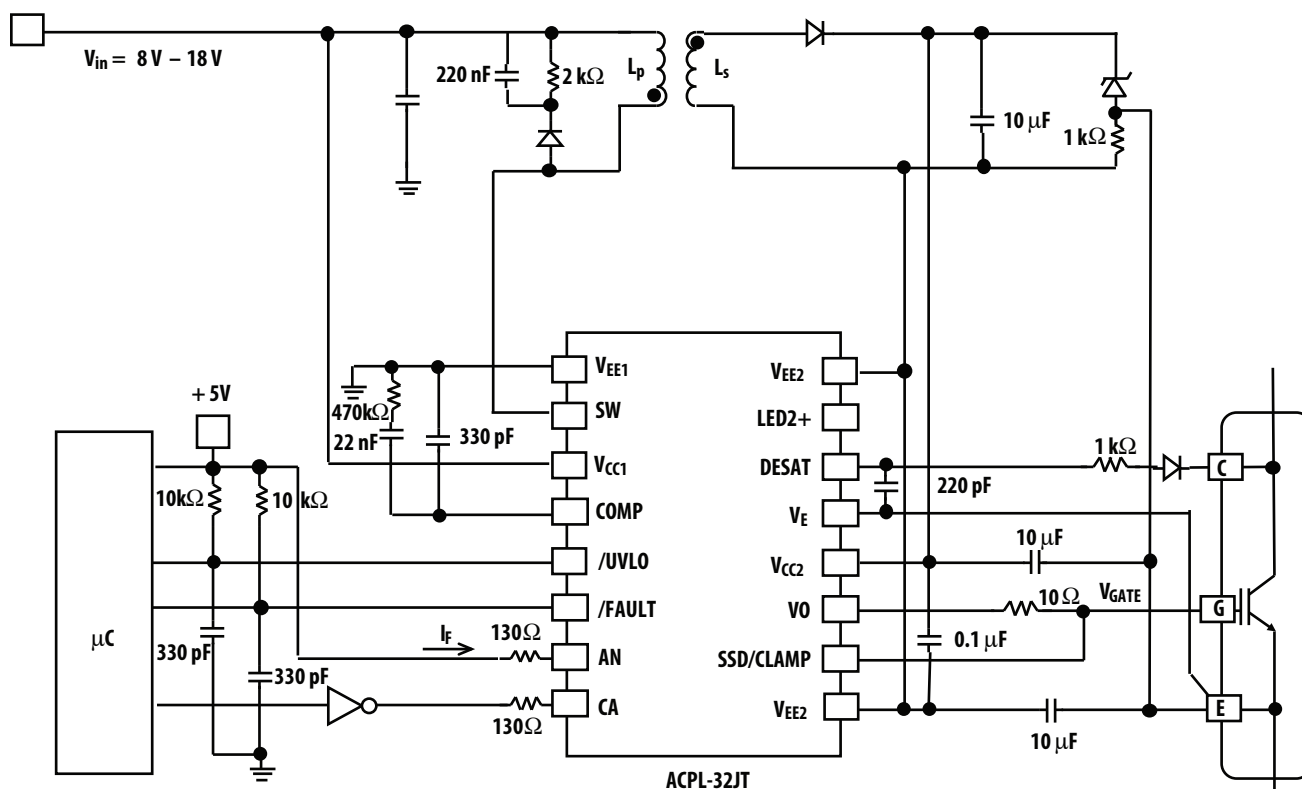 V_in = 8 V – 18 V
220 nF
2 kΩ
L_p
L_s
10 µF
1 kΩ
+ 5V
10kΩ
10 kΩ
470kΩ
22 nF
330 pF
V_EE1
SW
V_CC1
COMP
/UVLO
/FAULT
AN
CA
V_EE2
LED2+
DESAT
V_E
V_CC2
VO
SSD/CLAMP
V_EE2
1 kΩ
C
220 pF
10 µF
10Ω
V_GATE
G
0.1 µF
E
10 µF
µC
330 pF
330 pF
I_F
130Ω
130Ω
ACPL-32JT